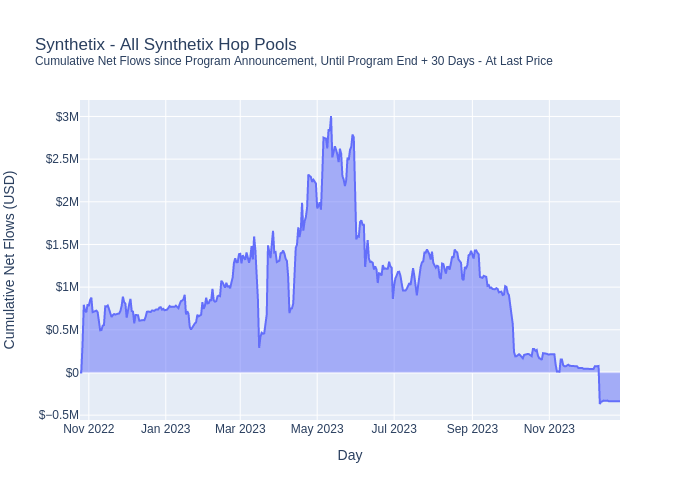 Synthetix - All Synthetix Hop Pools
Cumulative Net Flows since Program Announcement, Until Program End + 30 Days - At Last Price
Cumulative Net Flows (USD)
$3M
$2.5M
$2M
$1.5M
$1M
$0.5M
$0
$−0.5M
Nov 2022
Jan 2023
Mar 2023
May 2023
Jul 2023
Sep 2023
Nov 2023
Day